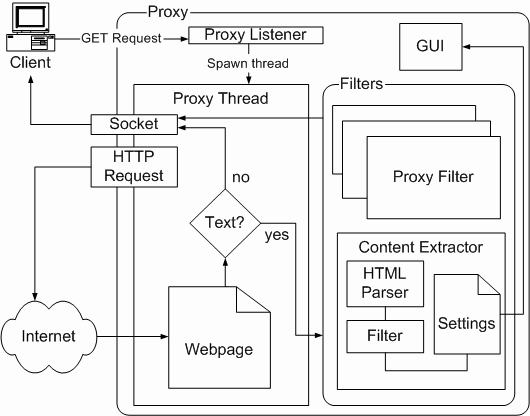 Proxy
Client
GET Request
Proxy Listener
GUI
Spawn thread
Filters
Proxy Thread
Socket
HTTP
Request
Proxy Filter
no
Text?
yes
Content Extractor
HTML
Parser
Settings
Filter
Internet
Webpage